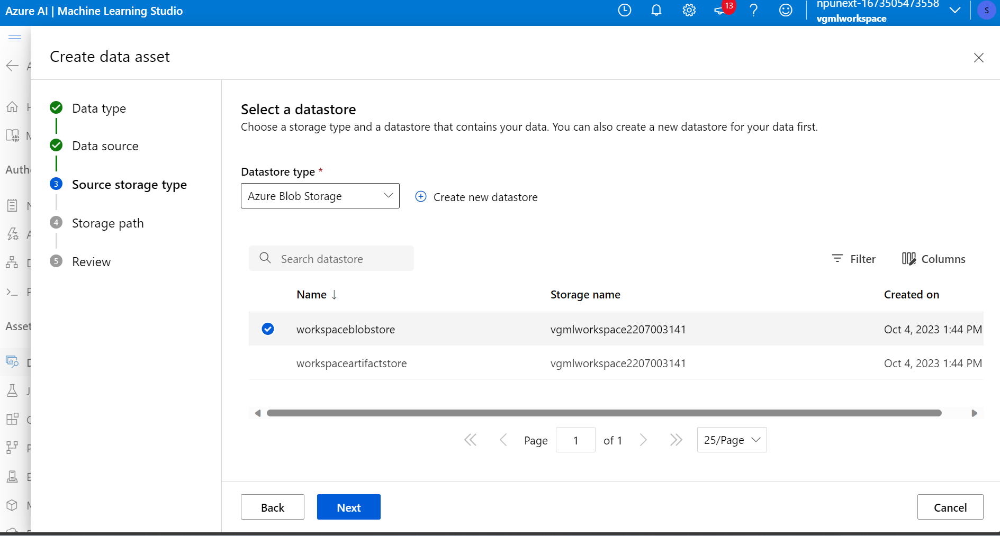 Azure AI | Machine Learning Studio
13
npunext-1673505473558
vgmlworkspace
S
Create data asset
Data type
Data source
3 Source storage type
4 Storage path
5 Review
Select a datastore
Choose a storage type and a datastore that contains your data. You can also create a new datastore for your data first.
Datastore type *
Azure Blob Storage
Create new datastore
Search datastore
Filter
Columns
Name ↓ Storage name Created on
workspaceblobstore vgmlworkspace2207003141 Oct 4, 2023 1:44 PM
workspaceartifactstore vgmlworkspace2207003141 Oct 4, 2023 1:44 PM
Page 1 of 1
25/Page
Back
Next
Cancel